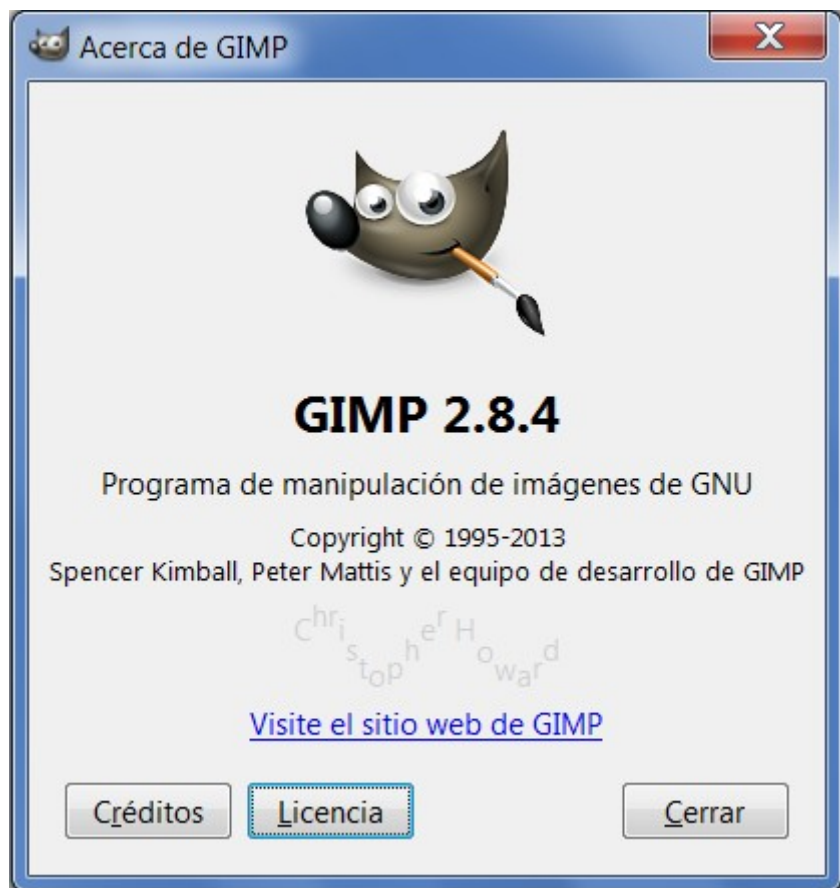 Acerca de GIMP
GIMP 2.8.4
Programa de manipulación de imágenes de GNU
Copyright © 1995-2013
Spencer Kimball, Peter Mattis y el equipo de desarrollo de GIMP
Christopher Howard
Visite el sitio web de GIMP
Créditos
Licencia
Cerrar